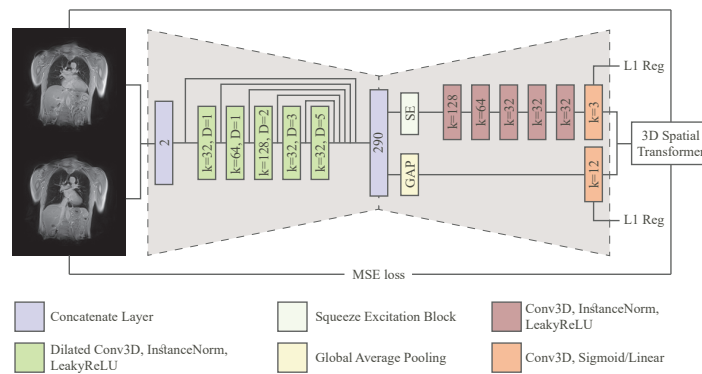 L1 Reg
2
k=32, D=1
k=64, D=1
k=128, D=2
k=32, D=3
k=32, D=5
290
SE
k=128
k=64
k=32
k=32
k=32
k=3
GAP
k=12
3D Spatial
Transformer
L1 Reg
MSE loss
Concatenate Layer
Squeeze Excitation Block
Conv3D, InstanceNorm,
LeakyReLU
Dilated Conv3D, InstanceNorm,
LeakyReLU
Global Average Pooling
Conv3D, Sigmoid/Linear